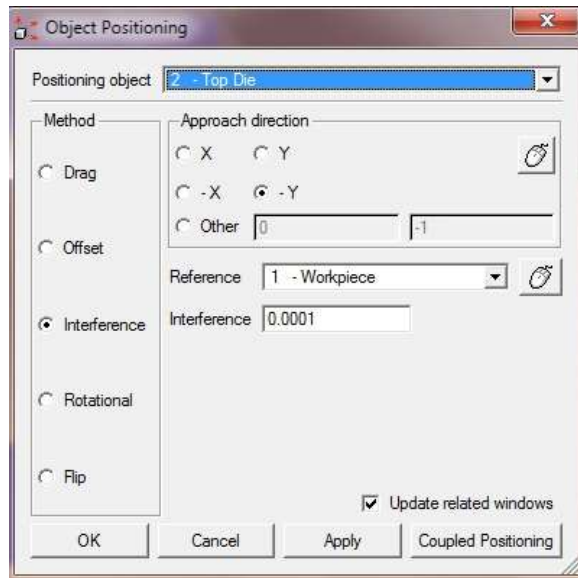 Object Positioning
Positioning object 2 - Top Die
Method
Drag
Offset
Interference
Rotational
Flip
Approach direction
X Y
-X -Y
Other 0 -1
Reference 1 - Workpiece
Interference 0.0001
Update related windows
OK Cancel Apply Coupled Positioning